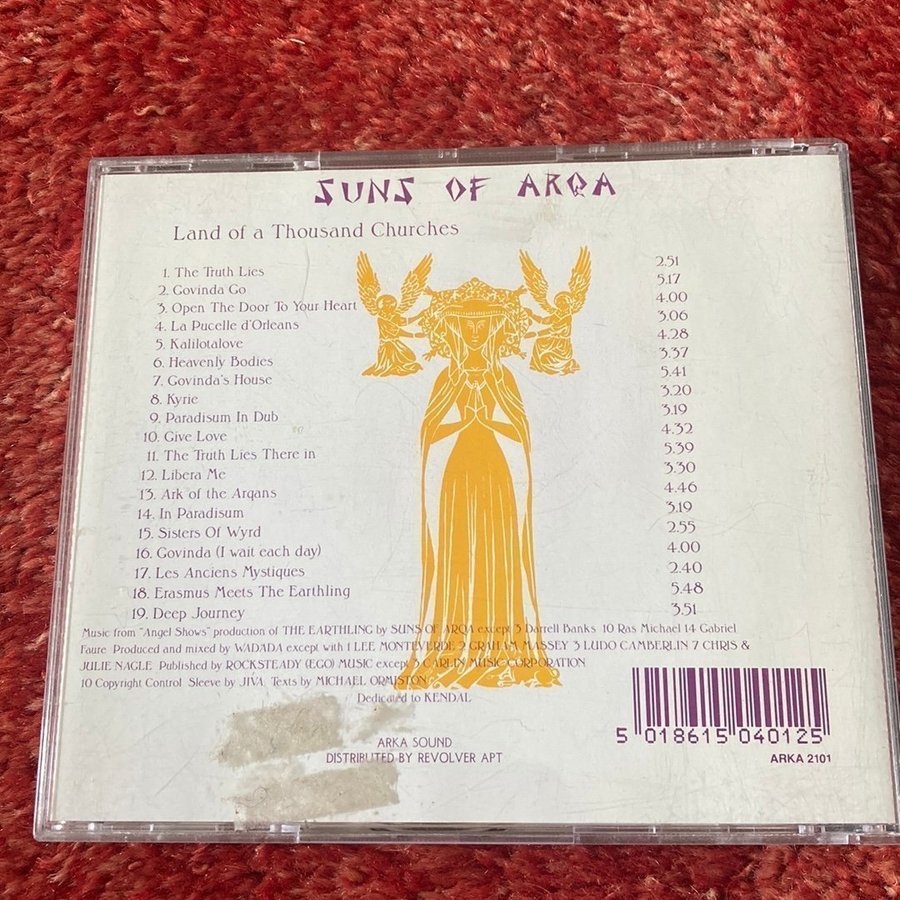 SUNS OF ARQA
Land of a Thousand Churches
1. The Truth Lies 2.51
2. Govinda Go 5.17
3. Open The Door To Your Heart 4.00
4. La Pucelle d'Orleans 3.06
5. Kalilotalove 4.28
6. Heavenly Bodies 3.37
7. Govinda's House 5.41
8. Kyrie 3.20
9. Paradisum In Dub 3.19
10. Give Love 4.32
11. The Truth Lies There in 5.39
12. Libera Me 3.30
13. Ark of the Arqans 4.46
14. In Paradisum 3.19
15. Sisters Of Wyrd 2.55
16. Govinda (I wait each day) 4.00
17. Les Anciens Mystiques 2.40
18. Erasmus Meets The Earthling 5.48
19. Deep Journey 3.51
Music from "Angel Shows" production of THE EARTHLING by SUNS OF ARQA except 3 Darrell Banks 10 Ras Michael 14 Gabriel
Faure Produced and mixed by WADADA except with 1 LEE MONTEVERDE 2 GRAHAM MASSEY 3 LUDO CAMBERLIN 7 CHRIS &
JULIE NAGLE Published by ROCKSTEADY (EGO) MUSIC except 3 CARLIN MUSIC CORPORATION
10 Copyright Control Sleeve by JIVA Texts by MICHAEL ORMISTON
Dedicated to KENDAL
ARKA SOUND
DISTRIBUTED BY REVOLVER APT
5 018615 040125
ARKA 2101